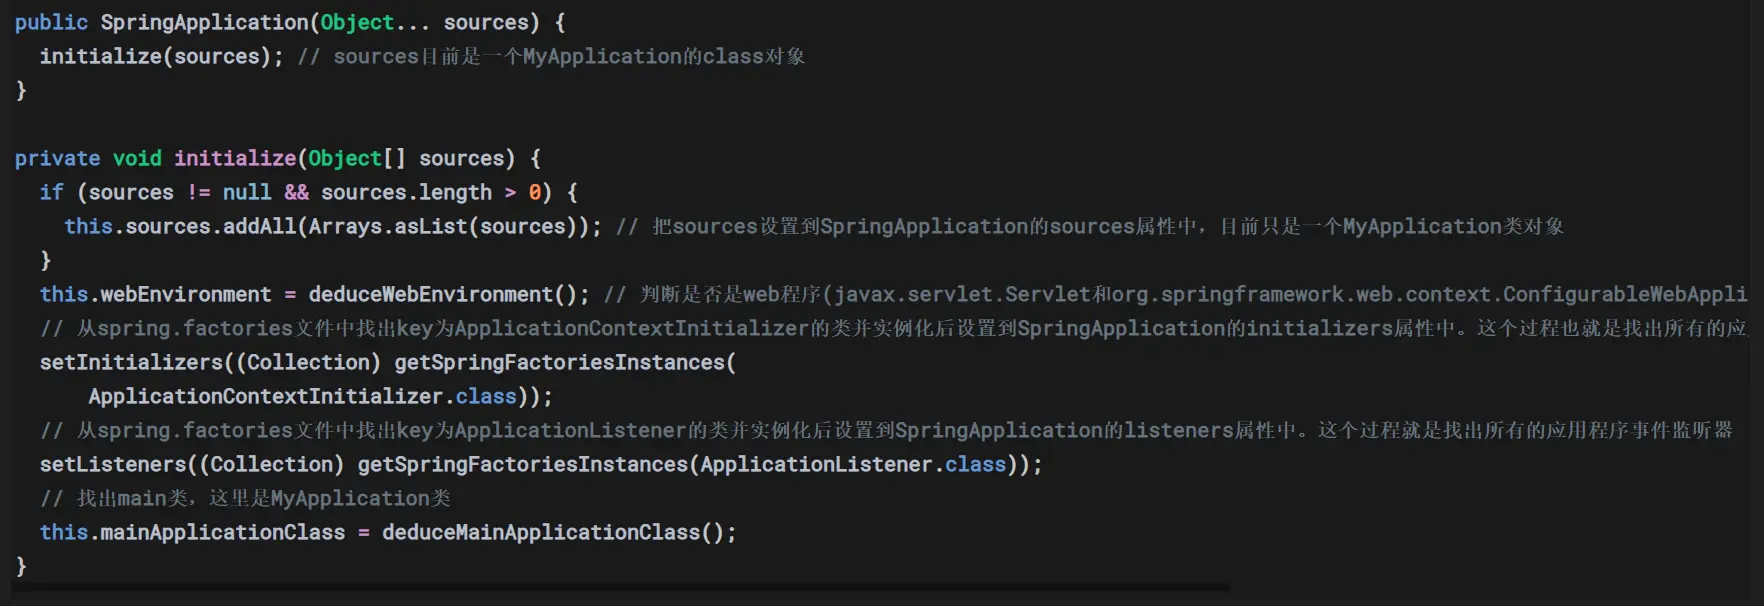 public SpringApplication(Object... sources) {
  initialize(sources); // sources目前是一个MyApplication的class对象
}

private void initialize(Object[] sources) {
  if (sources != null && sources.length > 0) {
    this.sources.addAll(Arrays.asList(sources)); // 把sources设置到SpringApplication的sources属性中，目前只是一个MyApplication类对象
  }
  this.webEnvironment = deduceWebEnvironment(); // 判断是否是web程序(javax.servlet.Servlet和org.springframework.web.context.ConfigurableWebAppli
  // 从spring.factories文件中找出key为ApplicationContextInitializer的类并实例化后设置到SpringApplication的initializers属性中。这个过程也就是找出所有的应
  setInitializers((Collection) getSpringFactoriesInstances(
      ApplicationContextInitializer.class));
  // 从spring.factories文件中找出key为ApplicationListener的类并实例化后设置到SpringApplication的listeners属性中。这个过程就是找出所有的应用程序事件监听器
  setListeners((Collection) getSpringFactoriesInstances(ApplicationListener.class));
  // 找出main类，这里是MyApplication类
  this.mainApplicationClass = deduceMainApplicationClass();
}